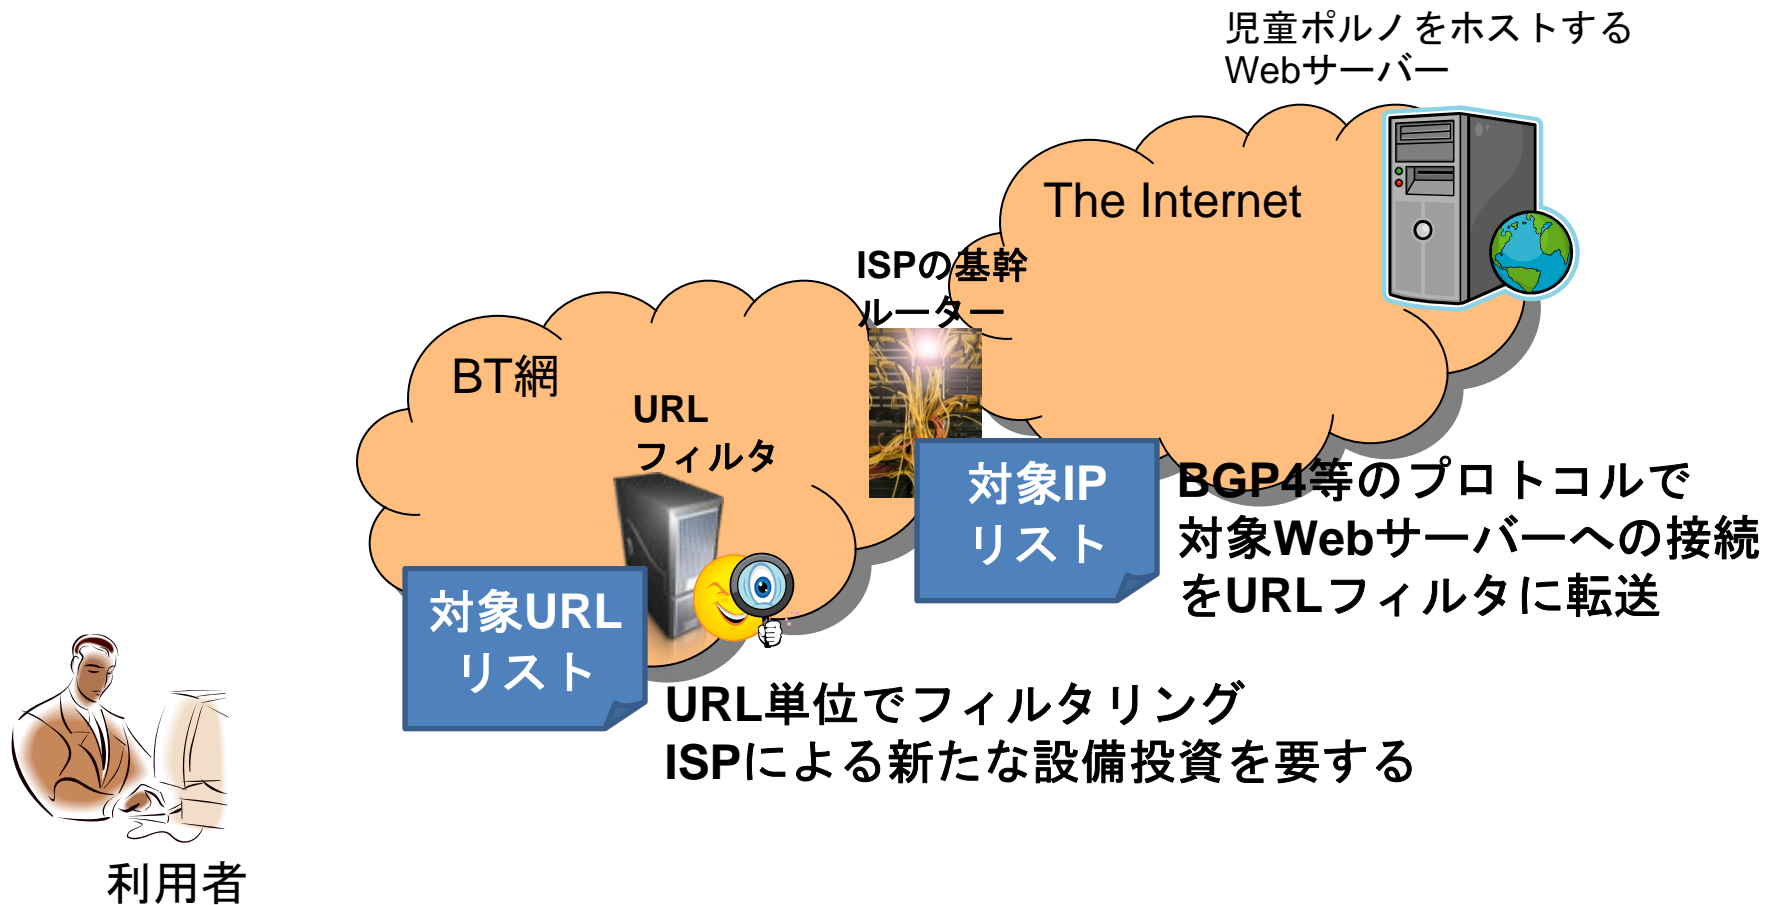 児童ポルノをホストする
Webサーバー
The Internet
ISPの基幹
ルーター
BT網
URL
フィルタ
対象IP
リスト
BGP4等のプロトコルで
対象Webサーバーへの接続
をURLフィルタに転送
対象URL
リスト
URL単位でフィルタリング
ISPによる新たな設備投資を要する
利用者